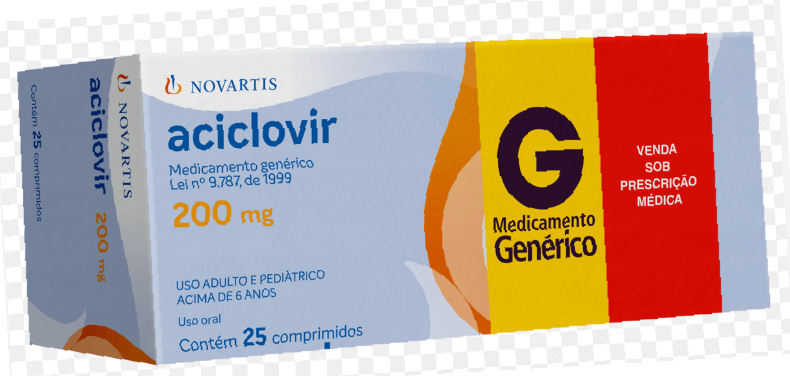 Contém 25 comprimidos
aciclovir 200 mg
NOVARTIS
NOVARTIS
aciclovir
Medicamento genérico
Lei nº 9.787, de 1999
200 mg
USO ADULTO E PEDIÁTRICO
ACIMA DE 6 ANOS
Uso oral
Contém 25 comprimidos
G
Medicamento
Genérico
VENDA
SOB
PRESCRIÇÃO
MÉDICA